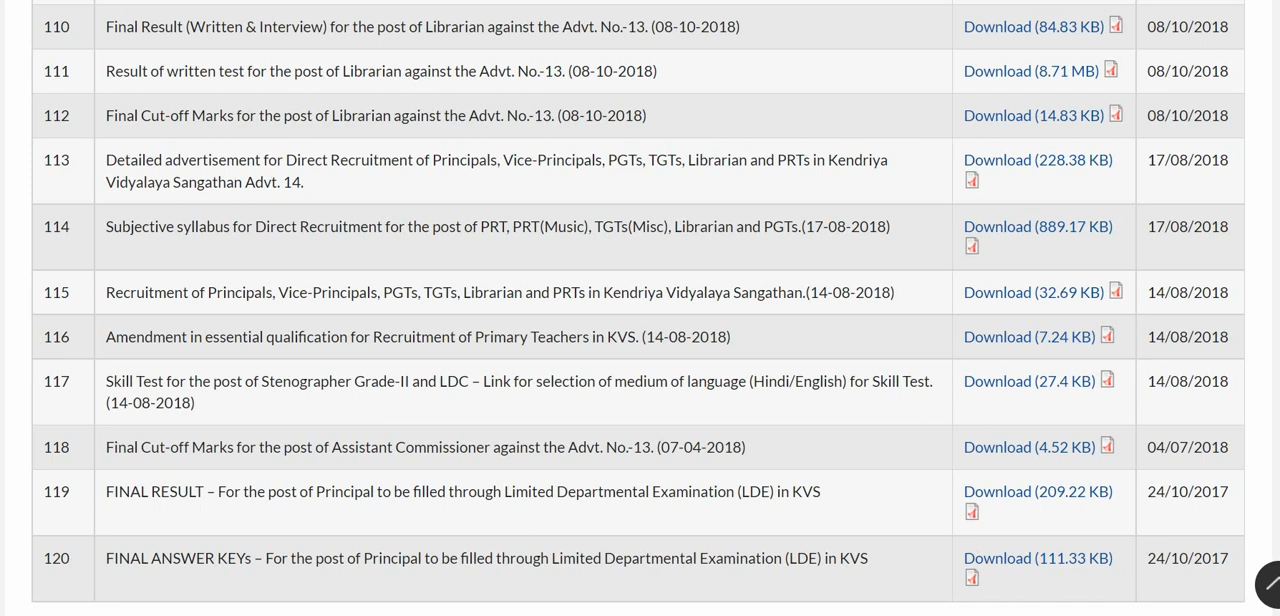 110 Final Result (Written & Interview) for the post of Librarian against the Advt. No.-13. (08-10-2018) Download (84.83 KB) 08/10/2018
111 Result of written test for the post of Librarian against the Advt. No.-13. (08-10-2018) Download (8.71 MB) 08/10/2018
112 Final Cut-off Marks for the post of Librarian against the Advt. No.-13. (08-10-2018) Download (14.83 KB) 08/10/2018
113 Detailed advertisement for Direct Recruitment of Principals, Vice-Principals, PGTs, TGTs, Librarian and PRTs in Kendriya Download (228.38 KB) 17/08/2018
Vidyalaya Sangathan Advt. 14.
114 Subjective syllabus for Direct Recruitment for the post of PRT, PRT(Music), TGTs(Misc), Librarian and PGTs.(17-08-2018) Download (889.17 KB) 17/08/2018
115 Recruitment of Principals, Vice-Principals, PGTs, TGTs, Librarian and PRTs in Kendriya Vidyalaya Sangathan.(14-08-2018) Download (32.69 KB) 14/08/2018
116 Amendment in essential qualification for Recruitment of Primary Teachers in KVS. (14-08-2018) Download (7.24 KB) 14/08/2018
117 Skill Test for the post of Stenographer Grade-II and LDC – Link for selection of medium of language (Hindi/English) for Skill Test. Download (27.4 KB) 14/08/2018
(14-08-2018)
118 Final Cut-off Marks for the post of Assistant Commissioner against the Advt. No.-13. (07-04-2018) Download (4.52 KB) 04/07/2018
119 FINAL RESULT – For the post of Principal to be filled through Limited Departmental Examination (LDE) in KVS Download (209.22 KB) 24/10/2017
120 FINAL ANSWER KEYs – For the post of Principal to be filled through Limited Departmental Examination (LDE) in KVS Download (111.33 KB) 24/10/2017